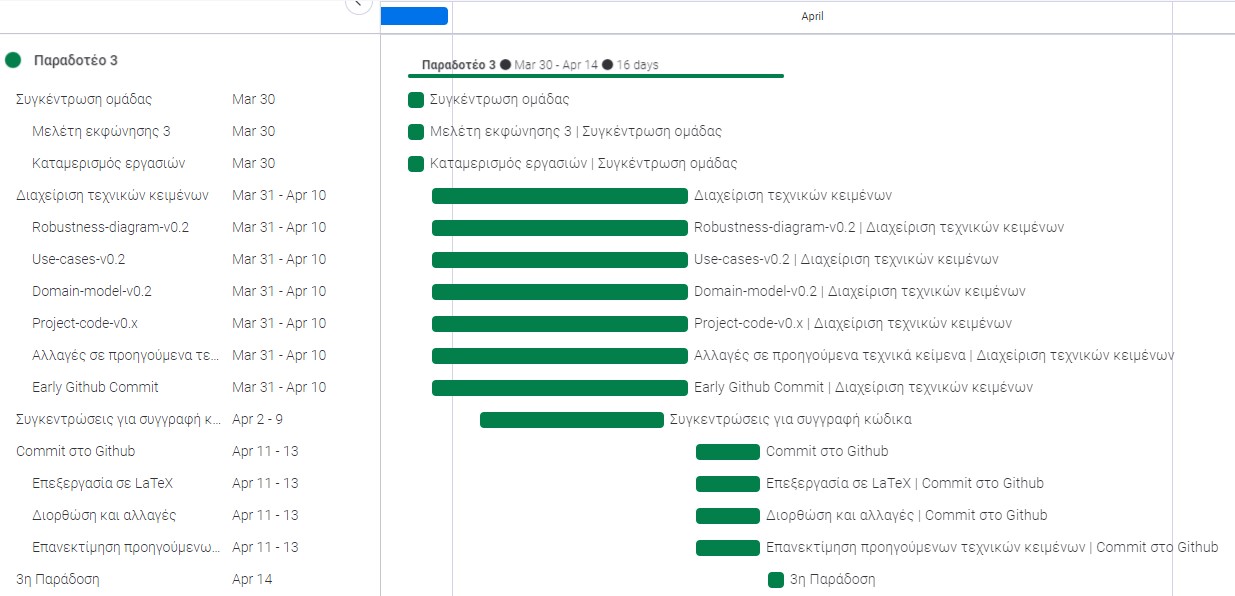 April
Παραδοτέο 3
Παραδοτέο 3 ● Mar 30 - Apr 14 ● 16 days
Συγκέντρωση ομάδας Mar 30 Συγκέντρωση ομάδας
Μελέτη εκφώνησης 3 Mar 30 Μελέτη εκφώνησης 3 | Συγκέντρωση ομάδας
Καταμερισμός εργασιών Mar 30 Καταμερισμός εργασιών | Συγκέντρωση ομάδας
Διαχείριση τεχνικών κειμένων Mar 31 - Apr 10 Διαχείριση τεχνικών κειμένων
Robustness-diagram-v0.2 Mar 31 - Apr 10 Robustness-diagram-v0.2 | Διαχείριση τεχνικών κειμένων
Use-cases-v0.2 Mar 31 - Apr 10 Use-cases-v0.2 | Διαχείριση τεχνικών κειμένων
Domain-model-v0.2 Mar 31 - Apr 10 Domain-model-v0.2 | Διαχείριση τεχνικών κειμένων
Project-code-v0.x Mar 31 - Apr 10 Project-code-v0.x | Διαχείριση τεχνικών κειμένων
Αλλαγές σε προηγούμενα τε... Mar 31 - Apr 10 Αλλαγές σε προηγούμενα τεχνικά κείμενα | Διαχείριση τεχνικών κειμένων
Early Github Commit Mar 31 - Apr 10 Early Github Commit | Διαχείριση τεχνικών κειμένων
Συγκεντρώσεις για συγγραφή κ... Apr 2 - 9 Συγκεντρώσεις για συγγραφή κώδικα
Commit στο Github Apr 11 - 13 Commit στο Github
Επεξεργασία σε LaTeX Apr 11 - 13 Επεξεργασία σε LaTeX | Commit στο Github
Διορθώση και αλλαγές Apr 11 - 13 Διορθώση και αλλαγές | Commit στο Github
Επανεκτίμηση προηγούμενω... Apr 11 - 13 Επανεκτίμηση προηγούμενων τεχνικών κειμένων | Commit στο Github
3η Παράδοση Apr 14 3η Παράδοση